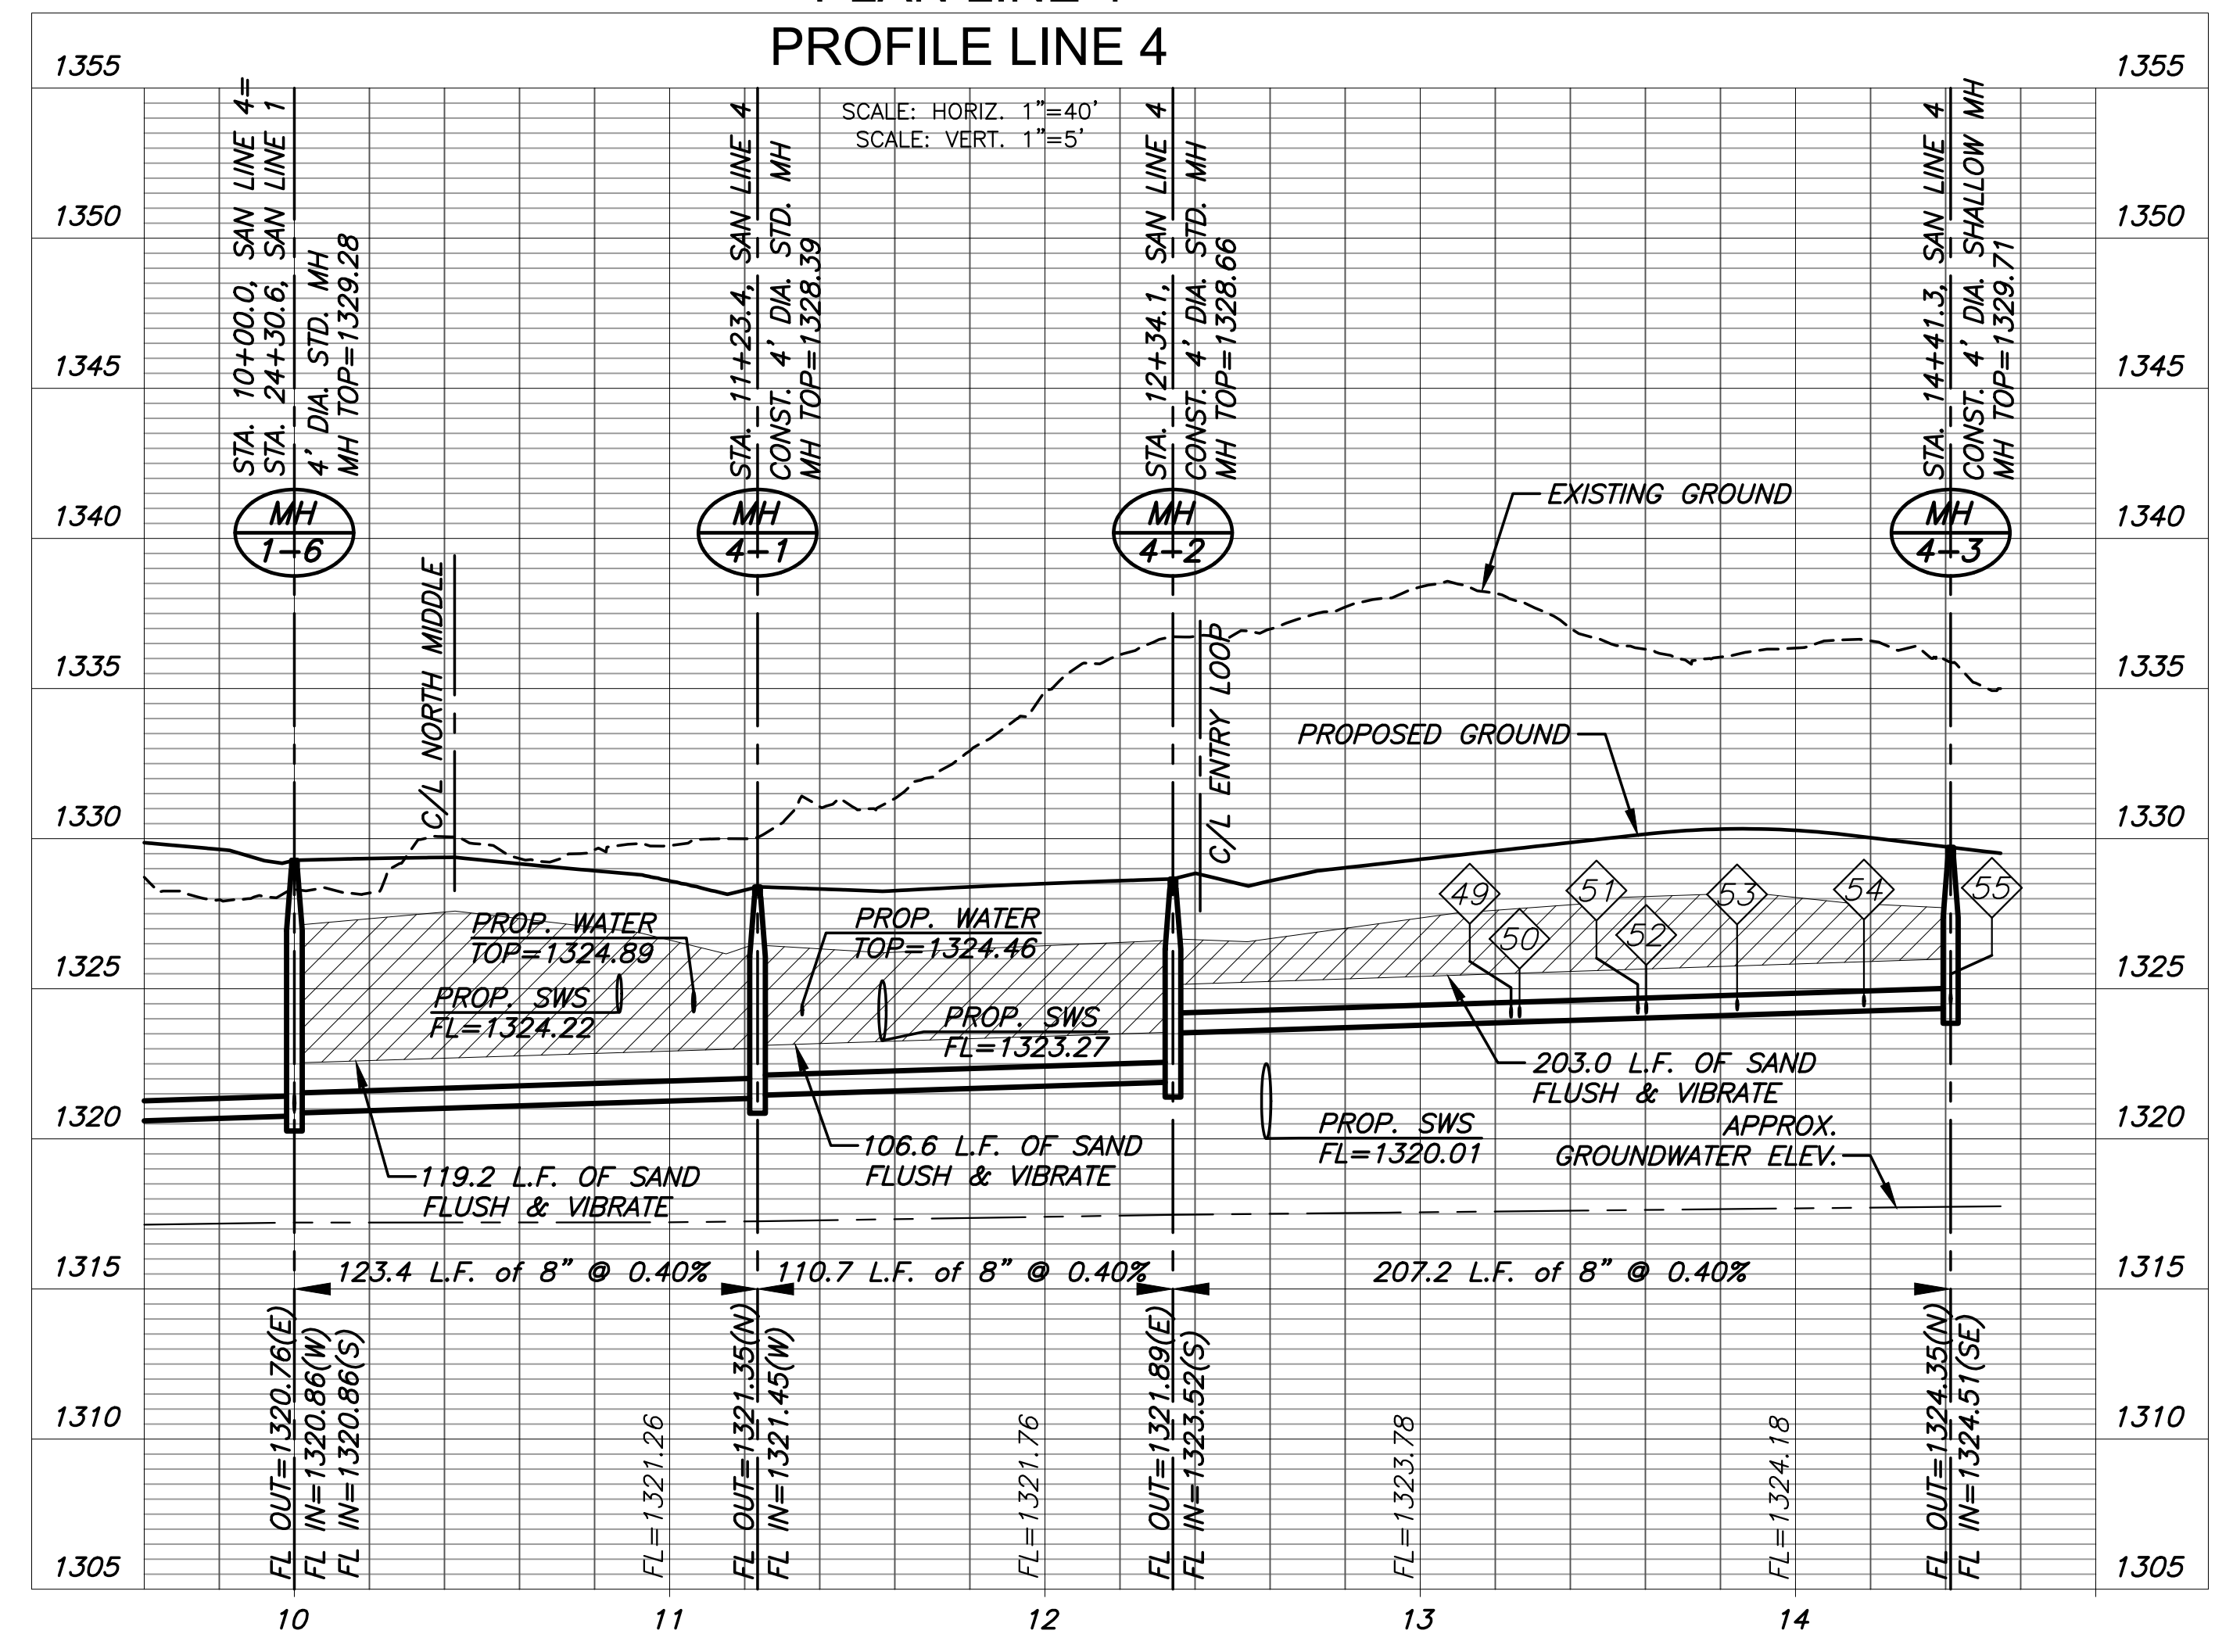 PROFILE LINE 4
SCALE: HORIZ. 1"=40'
SCALE: VERT. 1"=5'
1355
1350
1345
1340
1335
1330
1325
1320
1315
1310
1305
1355
1350
1345
1340
1335
1330
1325
1320
1315
1310
1305
STA. 10+00.0, SAN LINE 4=
STA. 24+30.6, SAN LINE 1
4' DIA. STD. MH
MH TOP=1329.28
STA. 11+23.4, SAN LINE 4
CONST. 4' DIA. STD. MH
MH TOP=1328.39
STA. 12+34.1, SAN LINE 4
CONST. 4' DIA. STD. MH
MH TOP=1328.66
STA. 14+41.3, SAN LINE 4
CONST. 4' DIA. SHALLOW MH
MH TOP=1329.71
MH
1-6
MH
4-1
MH
4-2
MH
4-3
C/L NORTH MIDDLE
C/L ENTRY LOOP
EXISTING GROUND
PROPOSED GROUND
PROP. WATER
TOP=1324.89
PROP. SWS
FL=1324.22
PROP. WATER
TOP=1324.46
PROP. SWS
FL=1323.27
49
50
51
52
53
54
55
119.2 L.F. OF SAND
FLUSH & VIBRATE
106.6 L.F. OF SAND
FLUSH & VIBRATE
203.0 L.F. OF SAND
FLUSH & VIBRATE
PROP. SWS
FL=1320.01
APPROX.
GROUNDWATER ELEV.
123.4 L.F. of 8" @ 0.40%
110.7 L.F. of 8" @ 0.40%
207.2 L.F. of 8" @ 0.40%
FL OUT=1320.76(E)
FL IN=1320.86(W)
FL IN=1320.86(S)
FL=1321.26
FL OUT=1321.35(N)
FL IN=1321.45(W)
FL=1321.76
FL OUT=1321.89(E)
FL IN=1323.52(S)
FL=1323.78
FL=1324.18
FL OUT=1324.35(N)
FL IN=1324.51(SE)
10
11
12
13
14